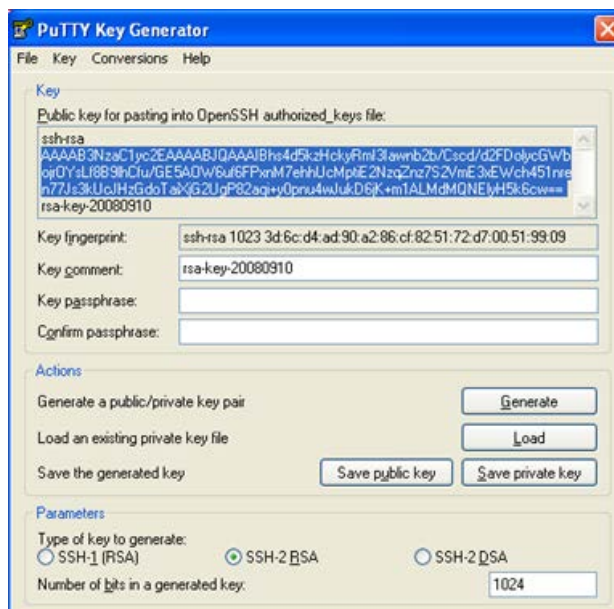 PuTTY Key Generator
File Key Conversions Help
Key
Public key for pasting into OpenSSH authorized_keys file:
ssh-rsa
rsa-key-20080910
Key fingerprint: ssh-rsa 1023 3d:6c:d4:ad:90:a2:86:cf:82:51:72:d7:00:51:99:09
Key comment: rsa-key-20080910
Key passphrase:
Confirm passphrase:
Actions
Generate a public/private key pair Generate
Load an existing private key file Load
Save the generated key Save public key Save private key
Parameters
Type of key to generate:
SSH-1 (RSA) SSH-2 RSA SSH-2 DSA
Number of bits in a generated key: 1024